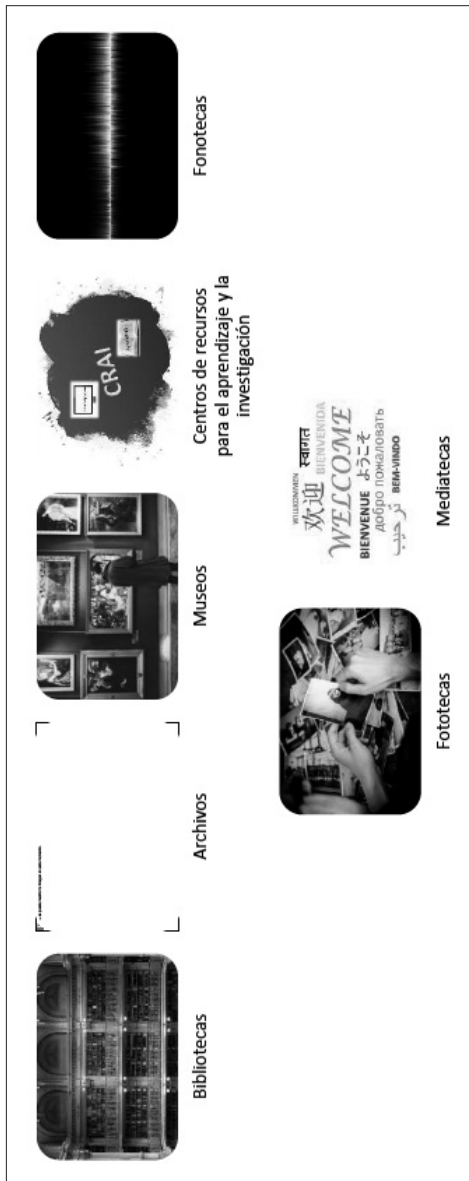 Bibliotecas
Archivos
Museos
CRAI
Centros de recursos
para el aprendizaje y la
investigación
Fonotecas
Fototecas
WILLKOMMEN स्वागत
欢迎 BIENVENIDA
WELCOME
BIENVENUE ようこそ
добро пожаловать
BEM-VINDO
Mediatecas